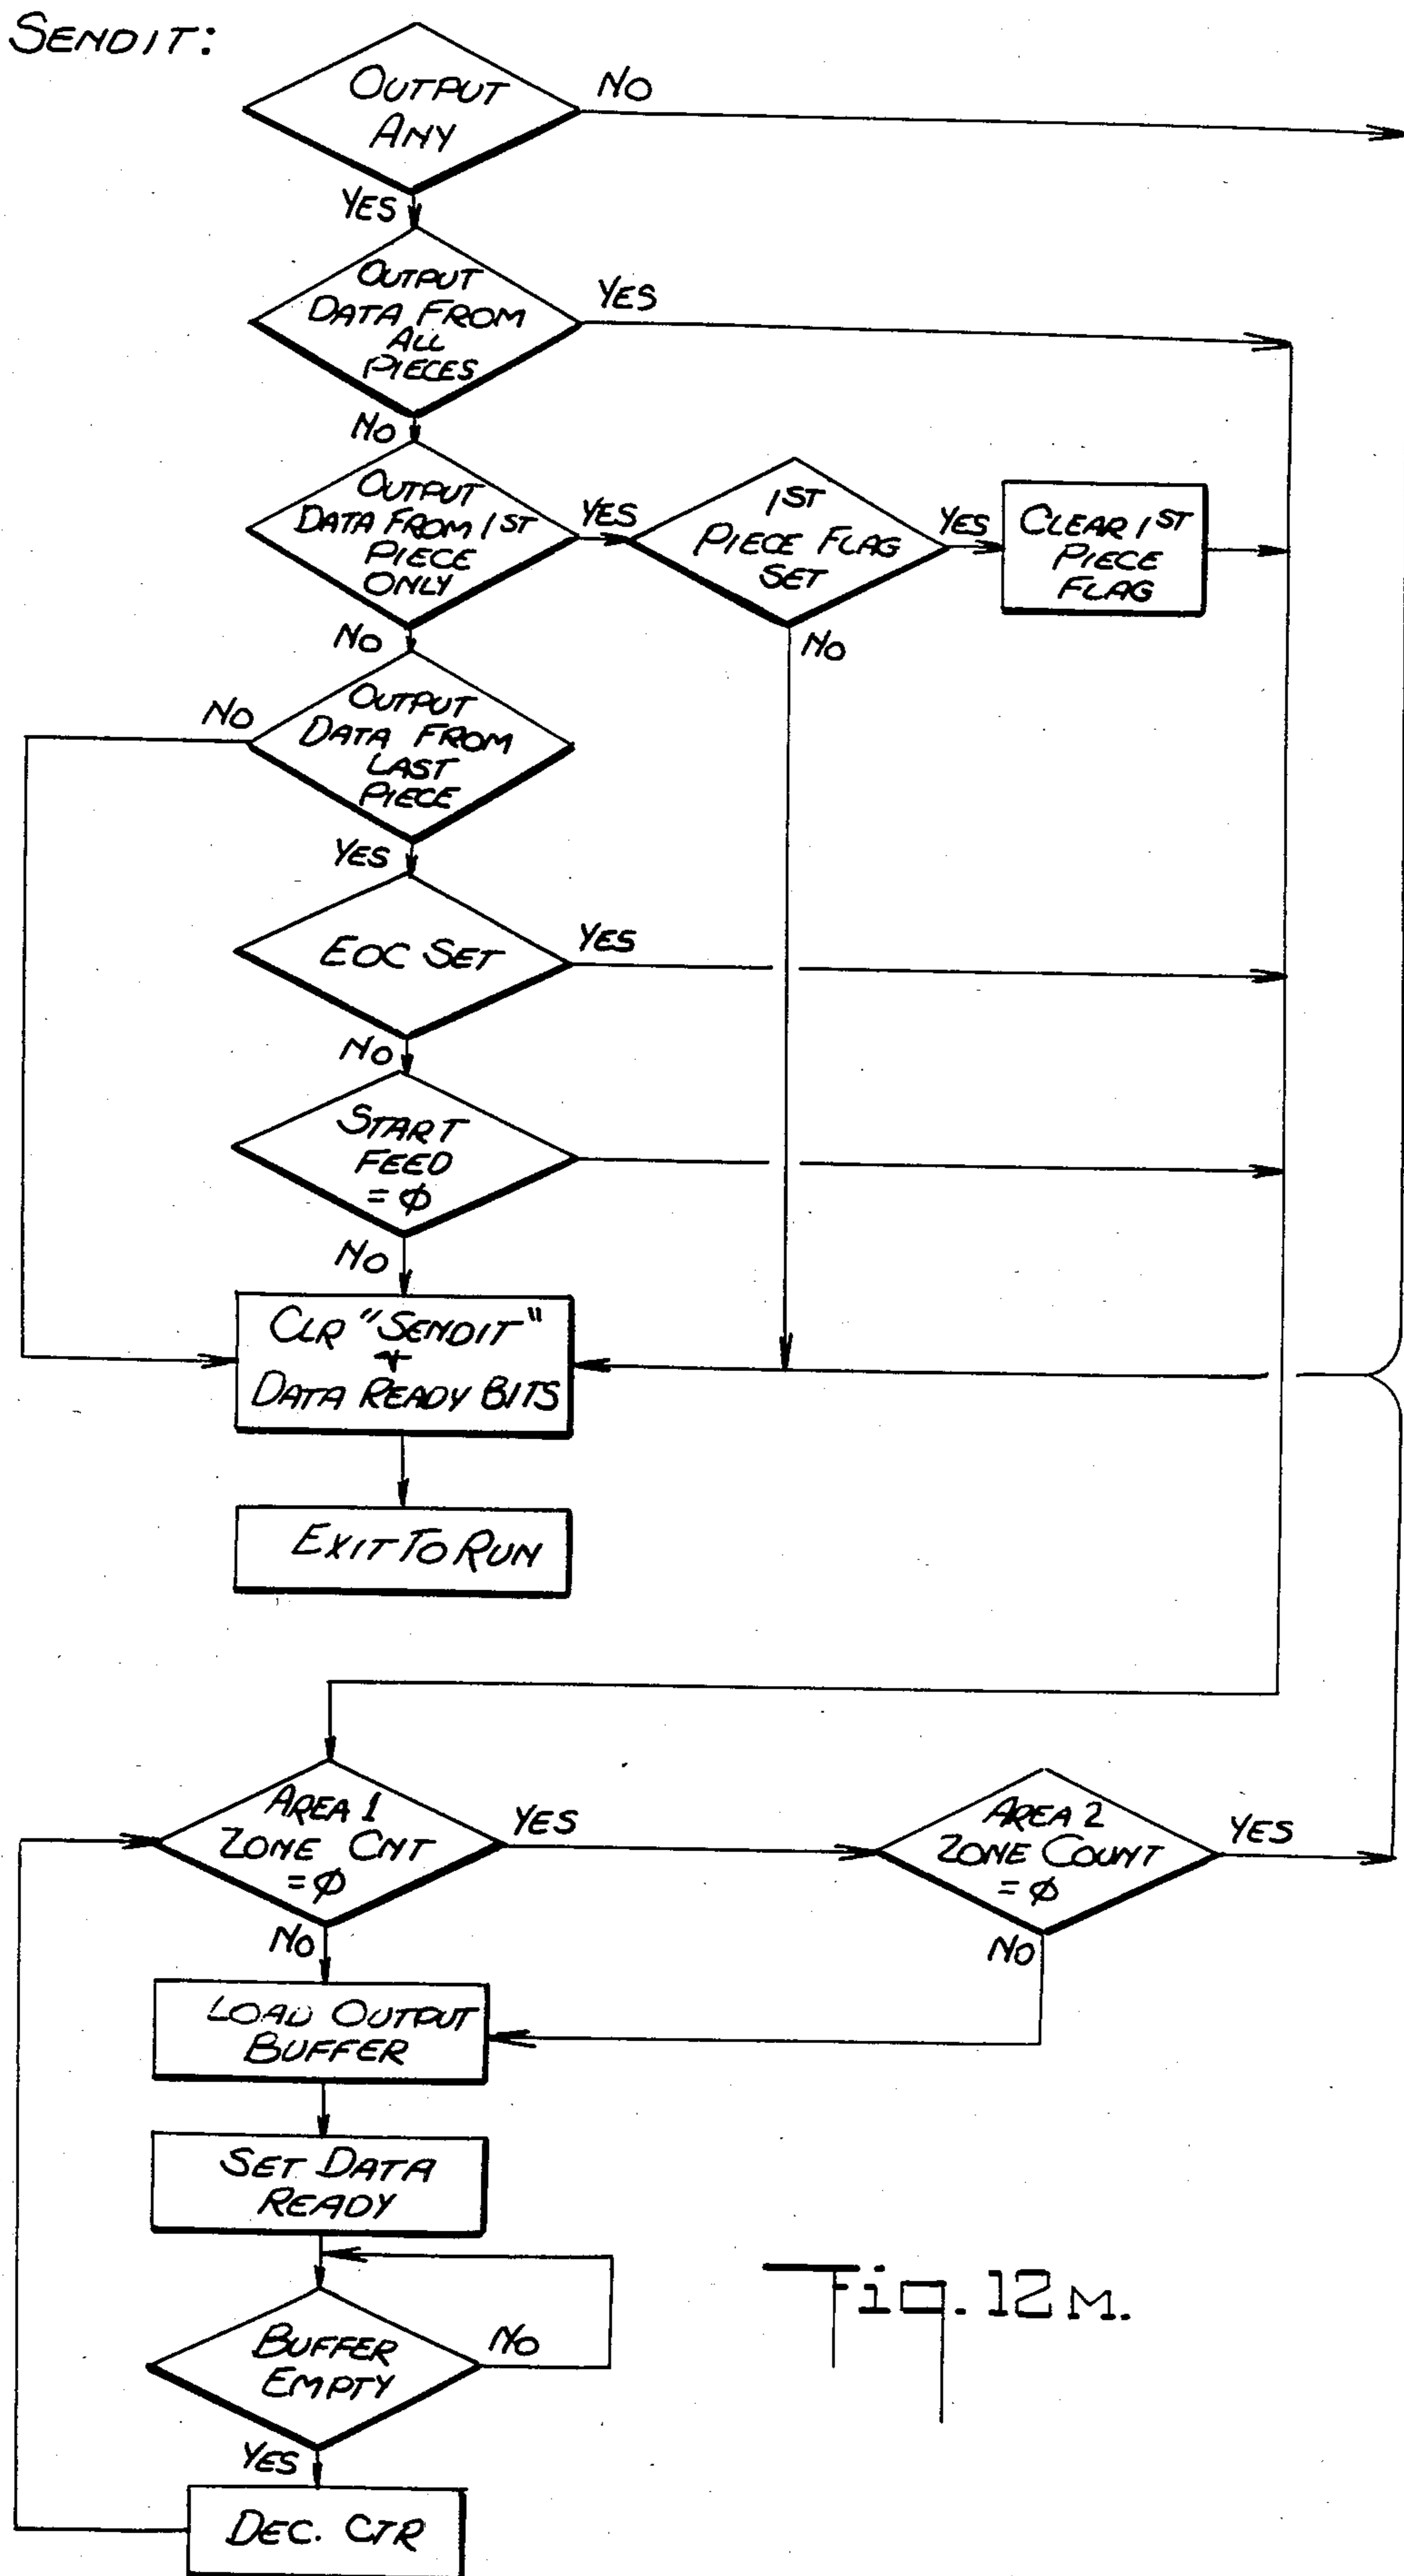 SENDIT:
OUTPUT
ANY
NO
YES
OUTPUT
DATA FROM
ALL
PIECES
YES
NO
OUTPUT
DATA FROM 1ST
PIECE
ONLY
YES
1ST
PIECE FLAG
SET
YES
CLEAR 1ST
PIECE
FLAG
NO
NO
OUTPUT
DATA FROM
LAST
PIECE
NO
YES
EOC SET
YES
NO
START
FEED
= φ
NO
CLR "SENDIT"
+
DATA READY BITS
EXIT TO RUN
AREA 1
ZONE CNT
= φ
YES
AREA 2
ZONE COUNT
= φ
YES
NO
NO
LOAD OUTPUT
BUFFER
SET DATA
READY
BUFFER
EMPTY
NO
YES
DEC. CTR
Fig. 12M.